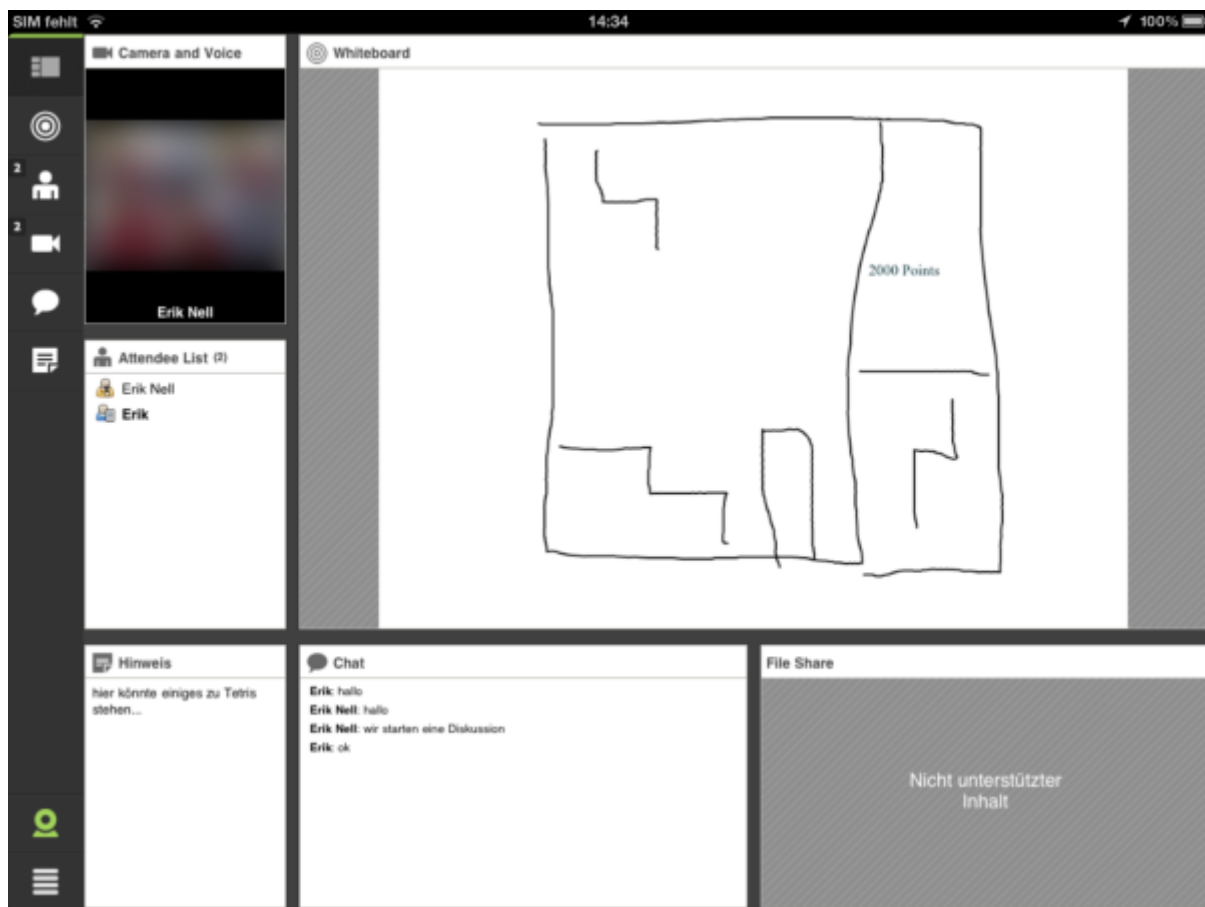 SIM fehlt
14:34
100%
Camera and Voice
Erik Nell
2
2
Attendee List (2)
Erik Nell
Erik
Whiteboard
2000 Points
Hinweis
hier könnte einiges zu Tetris
stehen...
Chat
Erik: hallo
Erik Nell: hallo
Erik Nell: wir starten eine Diskussion
Erik: ok
File Share
Nicht unterstützter
Inhalt